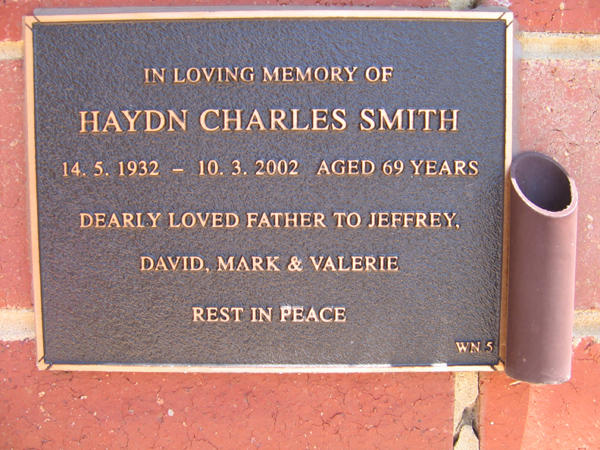 IN LOVING MEMORY OF
HAYDN CHARLES SMITH
14. 5. 1932 – 10. 3. 2002 AGED 69 YEARS
DEARLY LOVED FATHER TO JEFFREY,
DAVID, MARK & VALERIE
REST IN PEACE
WN 5